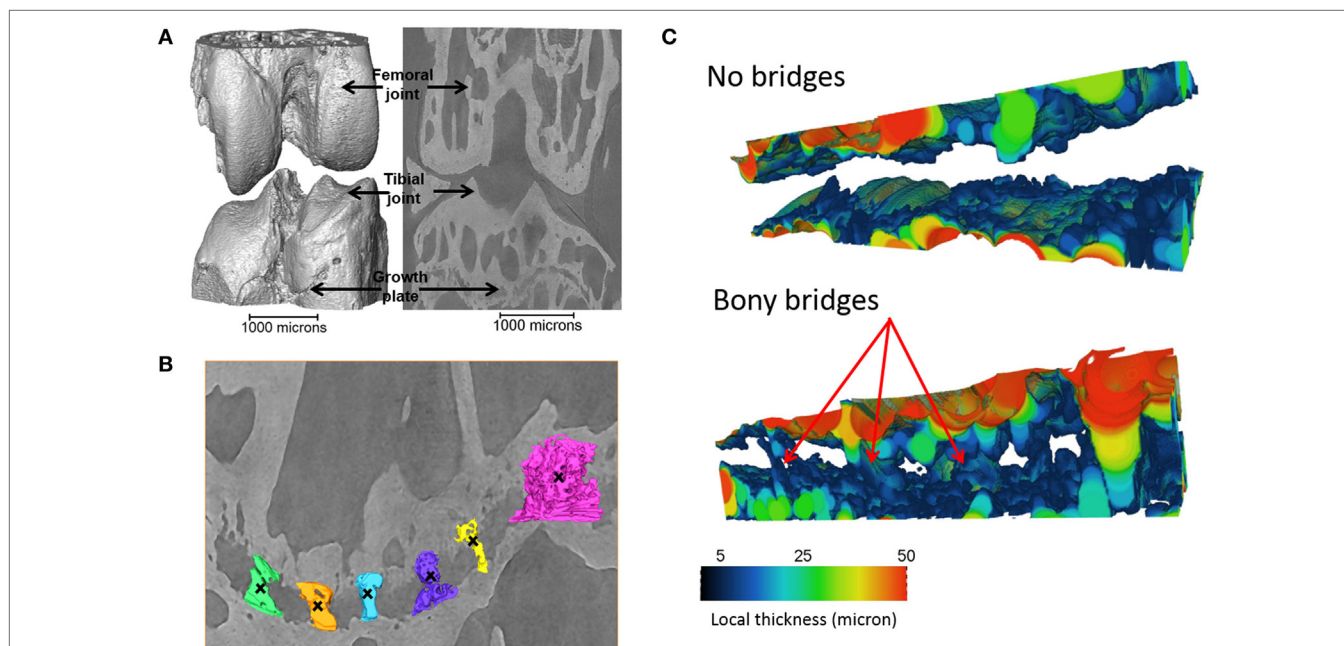 A
Femoral
joint
Tibial
joint
Growth
plate
1000 microns
1000 microns
B
C
No bridges
Bony bridges
5
25
50
Local thickness (micron)